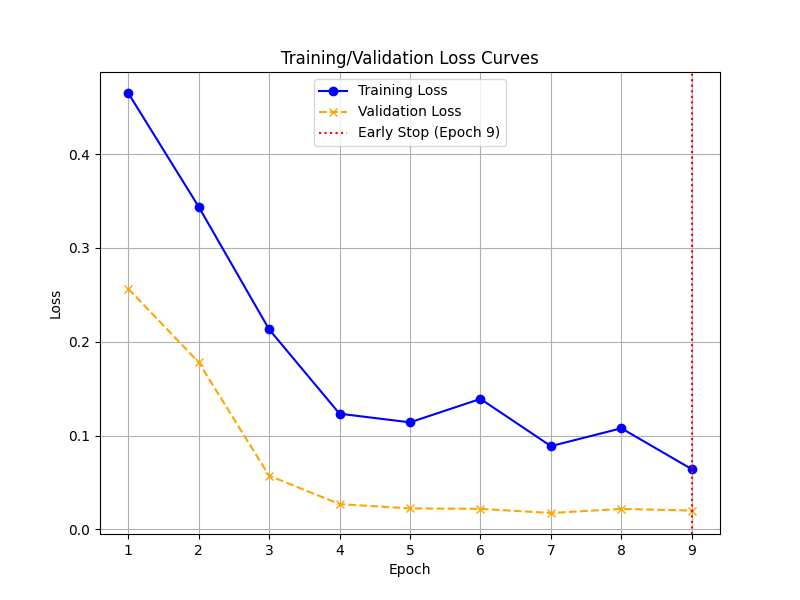 Training/Validation Loss Curves
Training Loss
Validation Loss
Early Stop (Epoch 9)
Loss
0.4
0.3
0.2
0.1
0.0
1 2 3 4 5 6 7 8 9
Epoch